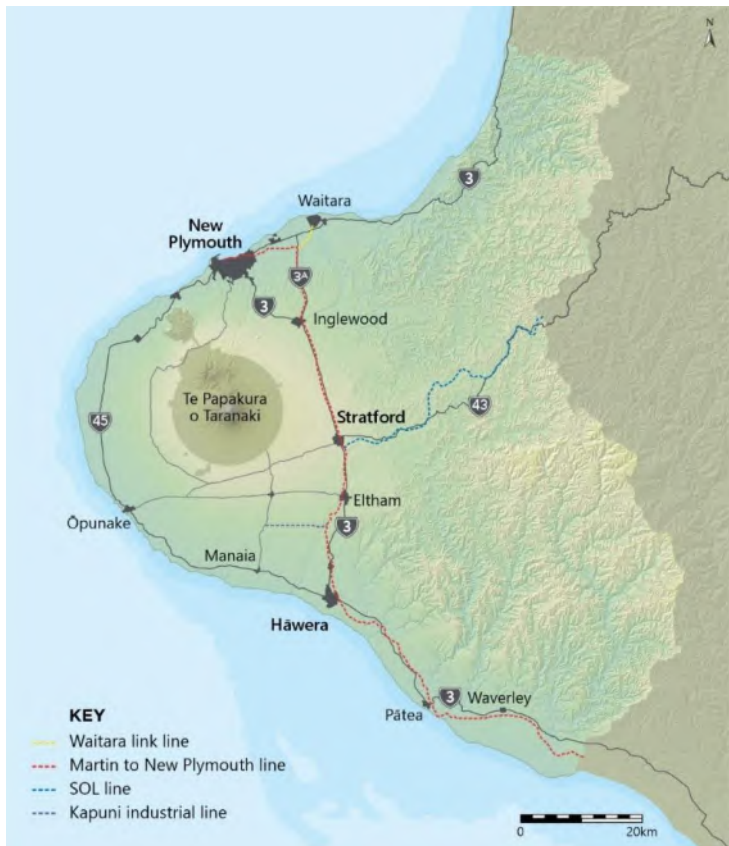 N
3
Waitara
New
Plymouth
3A
3
Inglewood
Te Papakura
o Taranaki
45
Stratford
43
Eltham
Ōpunake
3
Manaia
Hāwera
3
Waverley
Pātea
KEY
Waitara link line
Martin to New Plymouth line
SOL line
Kapuni industrial line
0
20km